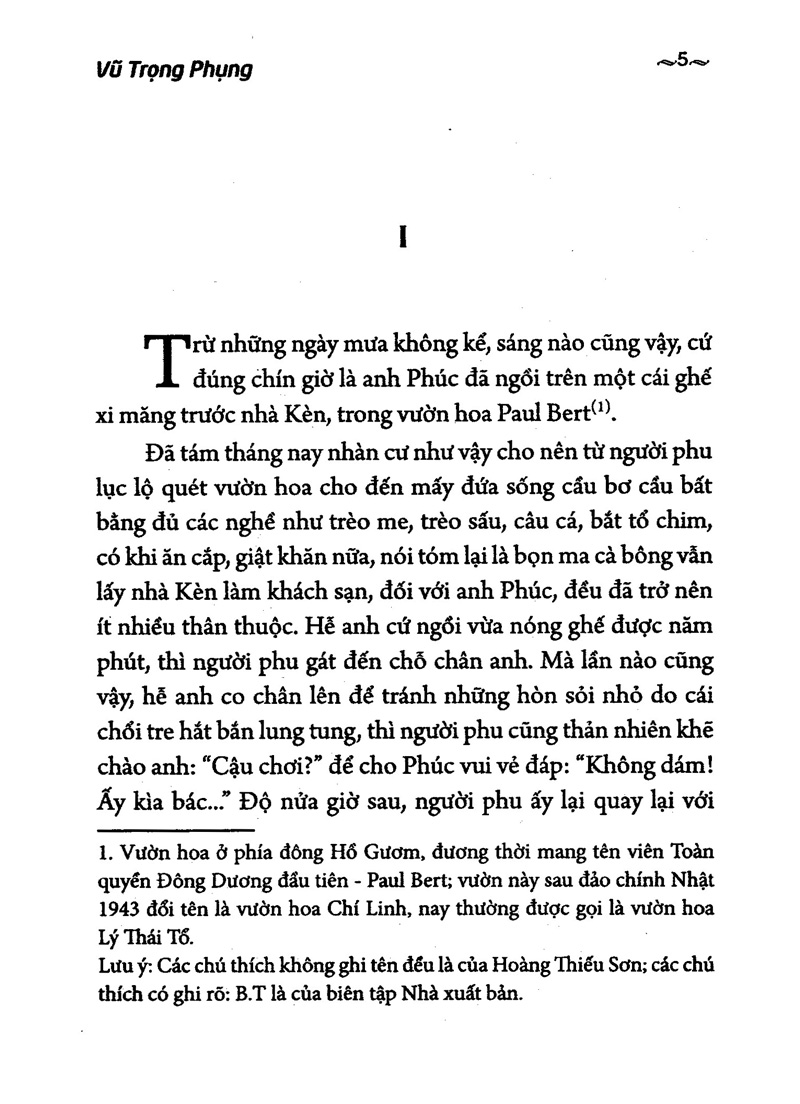 Vũ Trọng Phụng
5
I
Trừ những ngày mưa không kể, sáng nào cũng vậy, cứ
đúng chín giờ là anh Phúc đã ngồi trên một cái ghế
xi măng trước nhà Kèn, trong vườn hoa Paul Bert(1).
Đã tám tháng nay nhàn cư như vậy cho nên từ người phu
lục lộ quét vườn hoa cho đến mấy đứa sống cầu bơ cầu bất
bằng đủ các nghề như trèo me, trèo sấu, câu cá, bắt tổ chim,
có khi ăn cắp, giật khăn nữa, nói tóm lại là bọn ma cà bông vẫn
lấy nhà Kèn làm khách sạn, đối với anh Phúc, đều đã trở nên
ít nhiều thân thuộc. Hễ anh cứ ngồi vừa nóng ghế được năm
phút, thì người phu gát đến chỗ chân anh. Mà lần nào cũng
vậy, hễ anh co chân lên để tránh những hòn sỏi nhỏ do cái
chổi tre hắt bắn lung tung, thì người phu cũng thản nhiên khẽ
chào anh: “Cậu chơi?” để cho Phúc vui vẻ đáp: “Không dám!
Ấy kìa bác...” Độ nửa giờ sau, người phu ấy lại quay lại với
1. Vườn hoa ở phía đông Hồ Gươm, đương thời mang tên viên Toàn
quyền Đông Dương đầu tiên - Paul Bert; vườn này sau đảo chính Nhật
1943 đổi tên là vườn hoa Chí Linh, nay thường được gọi là vườn hoa
Lý Thái Tổ.
Lưu ý: Các chú thích không ghi tên đều là của Hoàng Thiếu Sơn; các chú
thích có ghi rõ: B.T là của biên tập Nhà xuất bản.